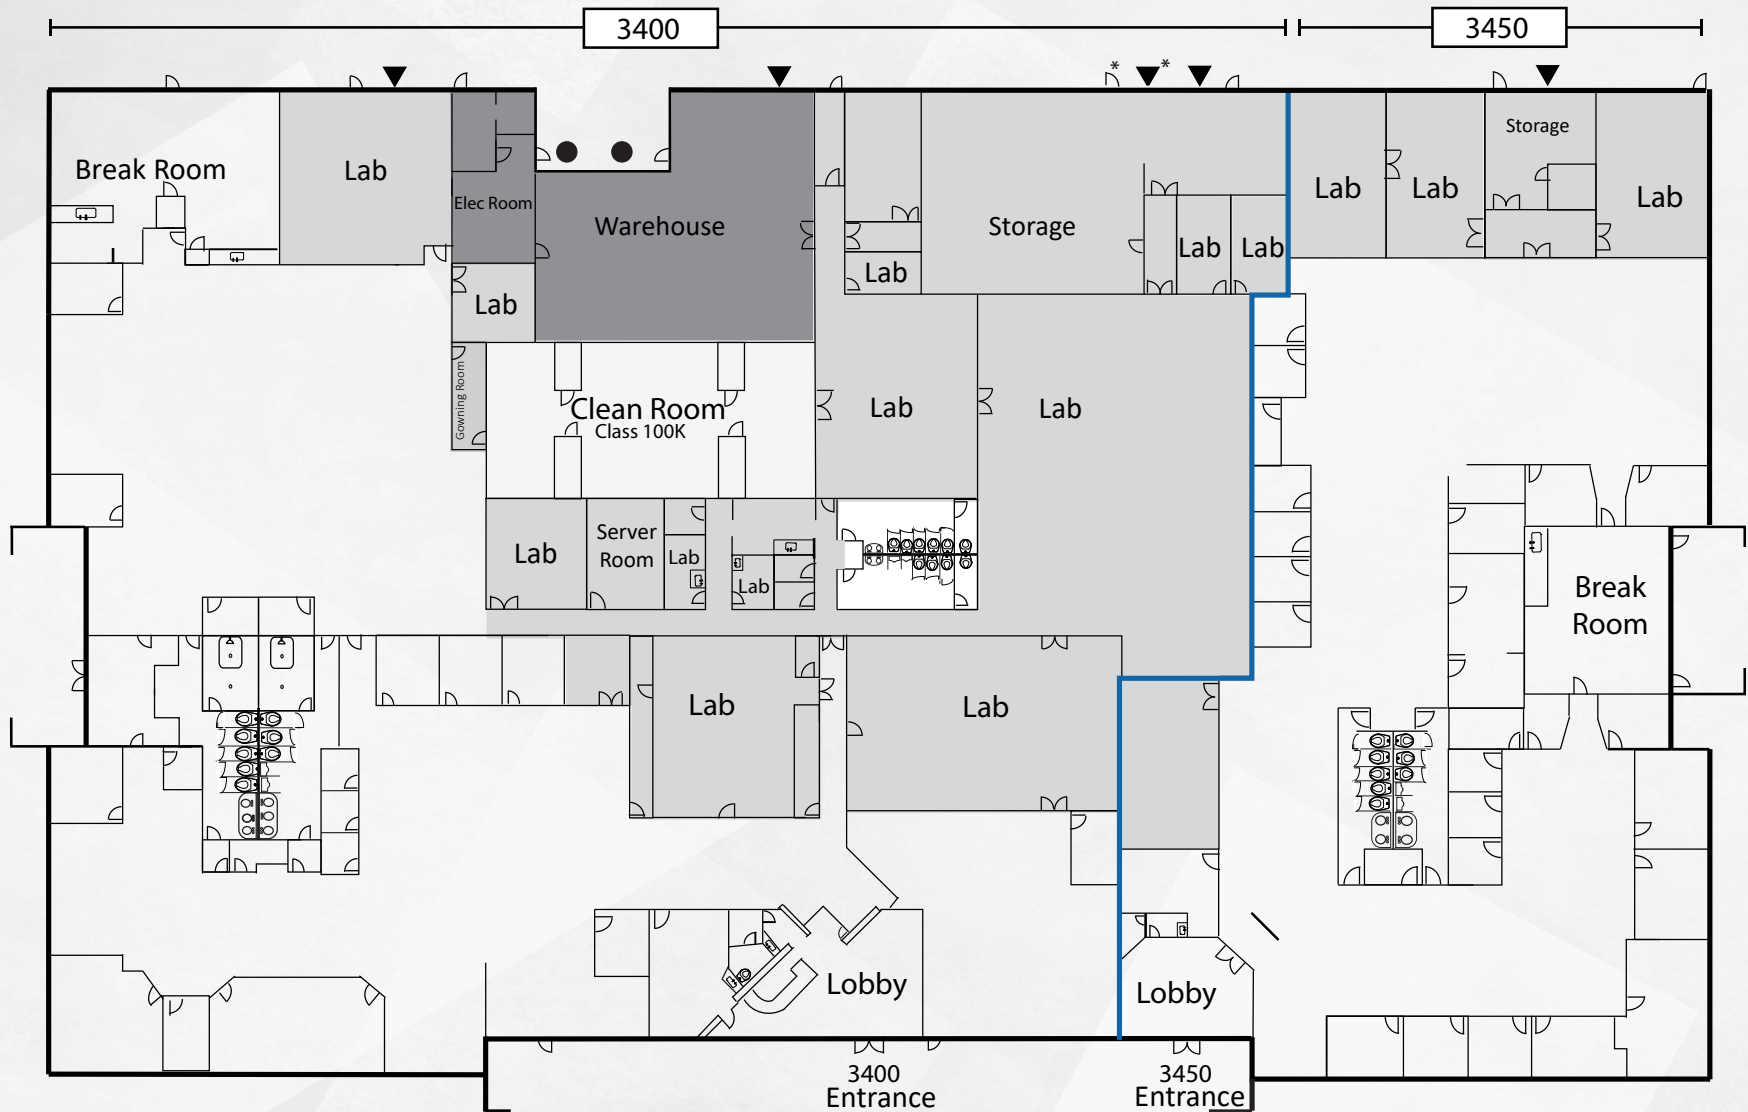 3400
3450
*
*
Break Room
Lab
Elec Room
Warehouse
Storage
Lab
Lab
Lab
Lab
Lab
Storage
Lab
Lab
Gowning Room
Clean Room
Class 100K
Lab
Lab
Lab
Server
Room
Lab
Lab
Break
Room
Lab
Lab
Lobby
Lobby
3400
Entrance
3450
Entrance